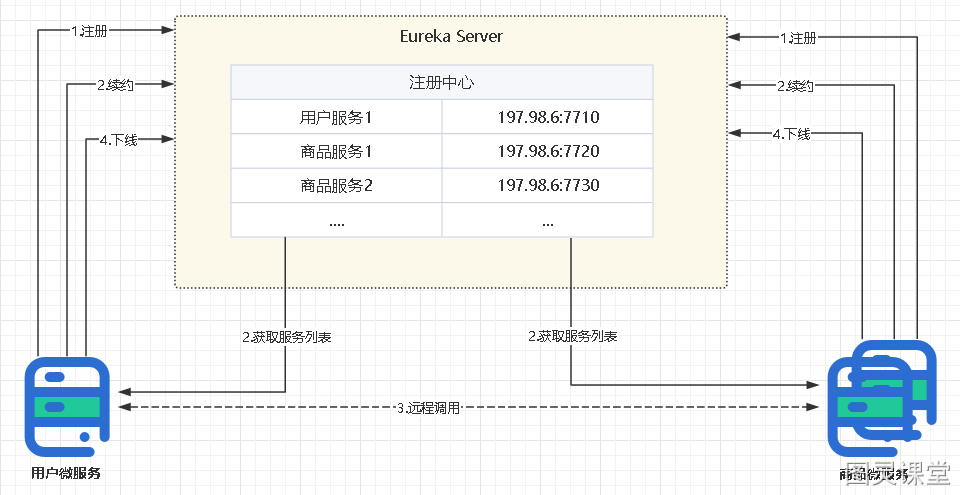 Eureka Server
1.注册
1.注册
注册中心
2.续约
2.续约
用户服务1 197.98.6:7710
4.下线
4.下线
商品服务1 197.98.6:7720
商品服务2 197.98.6:7730
.... ...
2.获取服务列表
2.获取服务列表
3.远程调用
用户微服务
商品微服务
图灵课堂